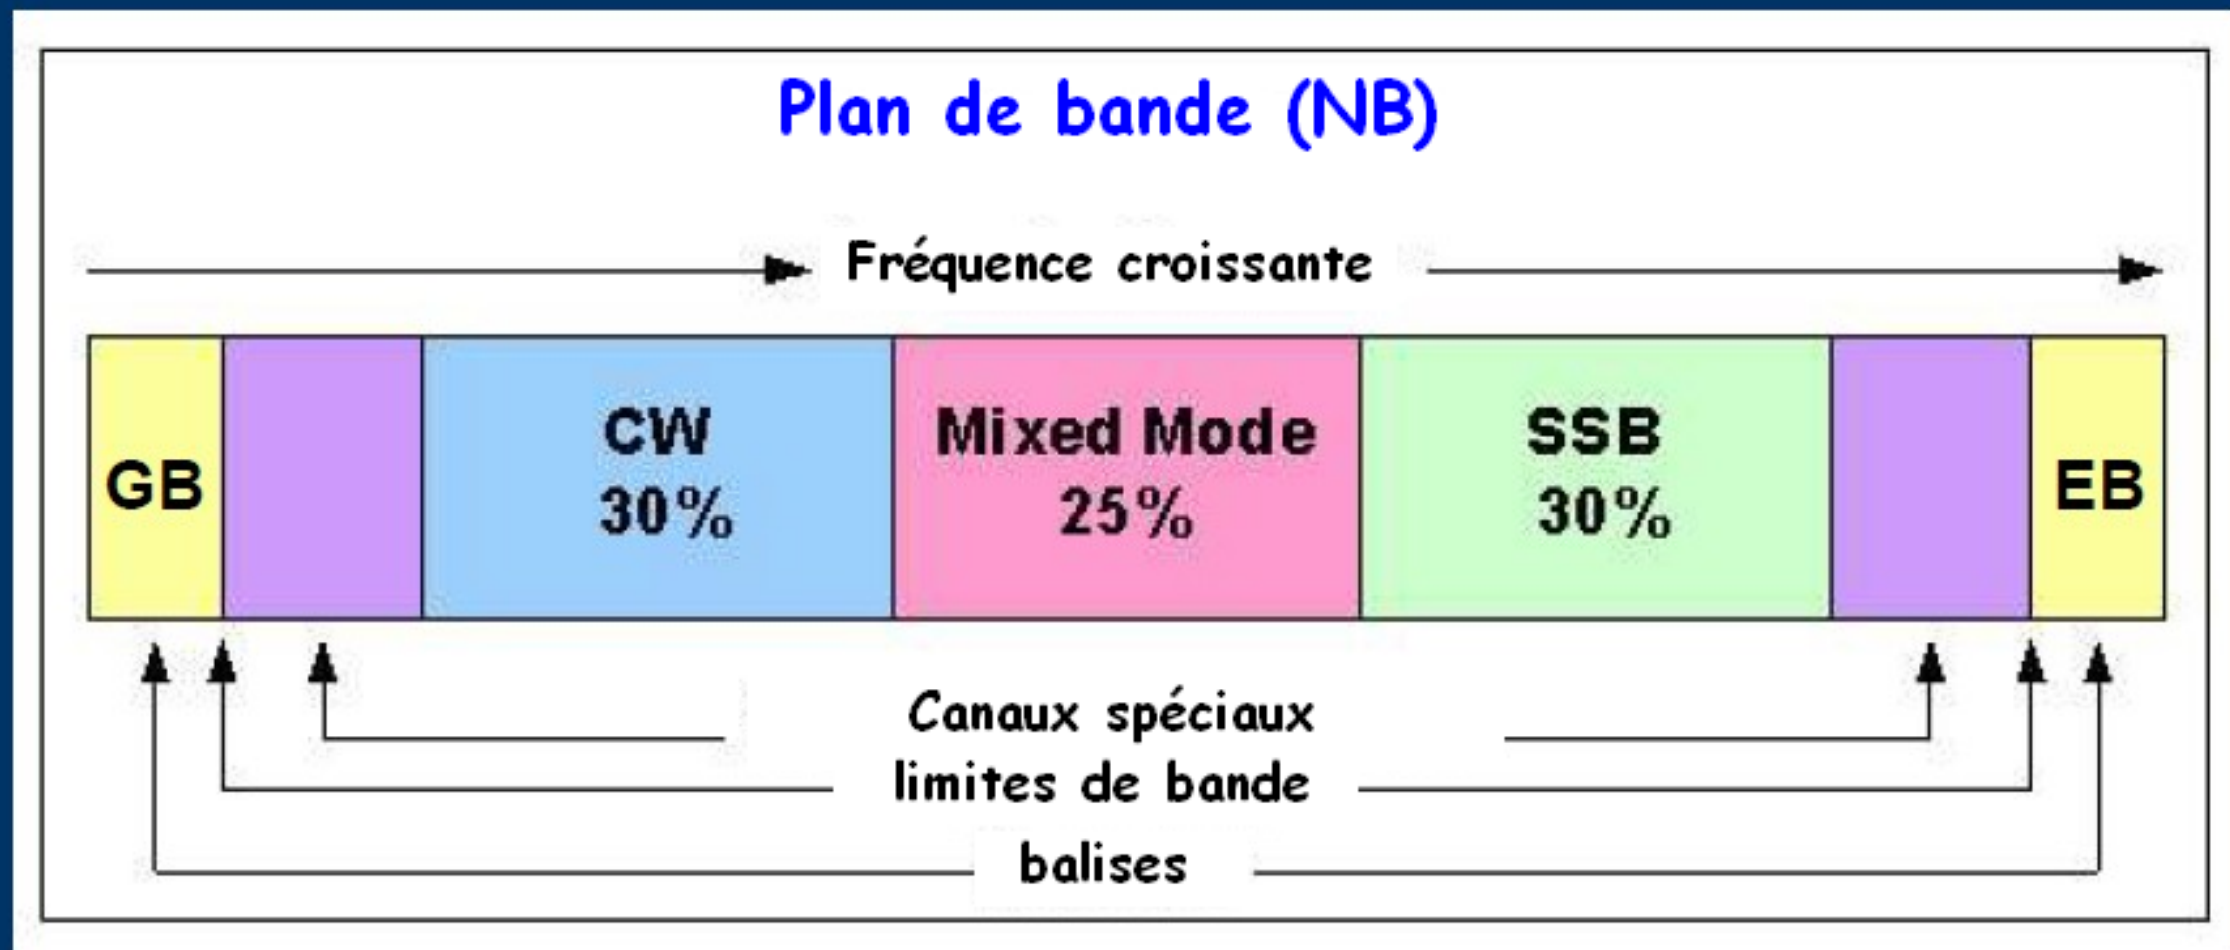 Plan de bande (NB)
Fréquence croissante
GB
CW
30%
Mixed Mode
25%
SSB
30%
EB
Canaux spéciaux
limites de bande
balises